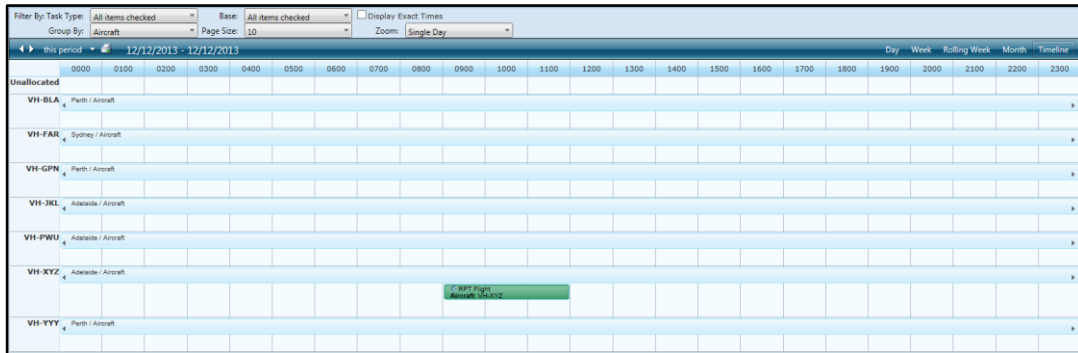 Filter By: Task Type: All items checked Base: All items checked Display Exact Times
Group By: Aircraft Page Size: 10 Zoom: Single Day
this period 12/12/2013 - 12/12/2013 Day Week Rolling Week Month Timeline
0000 0100 0200 0300 0400 0500 0600 0700 0800 0900 1000 1100 1200 1300 1400 1500 1600 1700 1800 1900 2000 2100 2200 2300
Unallocated
VH-BLA Perth / Aircraft
VH-FAR Sydney / Aircraft
VH-GPN Perth / Aircraft
VH-JKL Adelaide / Aircraft
VH-PWU Adelaide / Aircraft
VH-XYZ Adelaide / Aircraft
RPT Flight
Aircraft: VH-XYZ
VH-YYY Perth / Aircraft